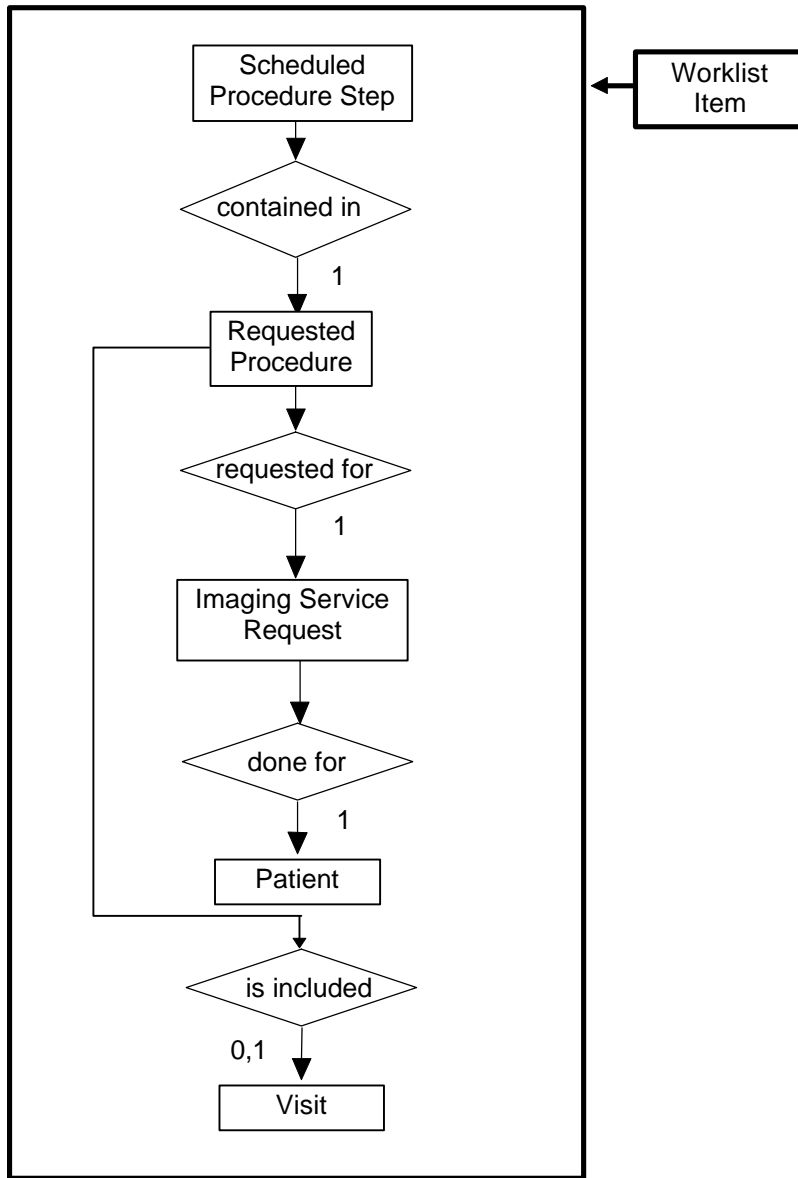 Scheduled
Procedure Step
Worklist
Item
contained in
1
Requested
Procedure
requested for
1
Imaging Service
Request
done for
1
Patient
is included
0,1
Visit